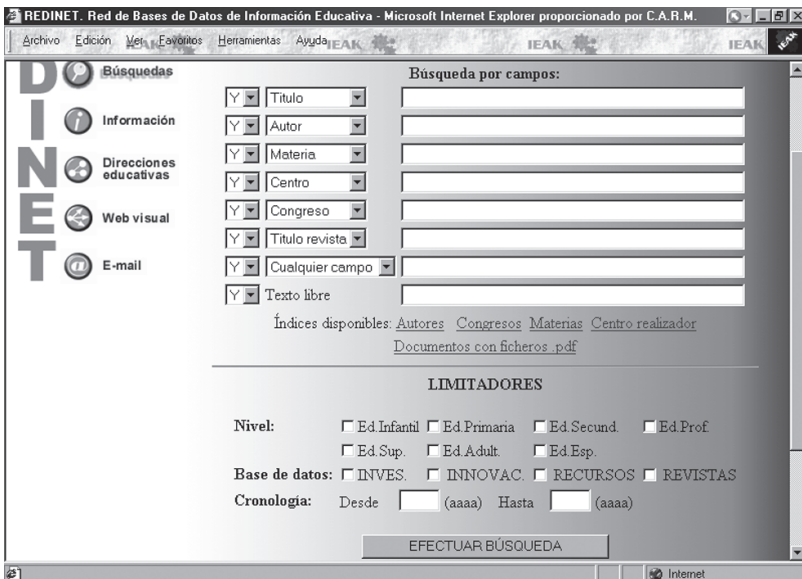 REDINET. Red de Bases de Datos de Información Educativa - Microsoft Internet Explorer proporcionado por C.A.R.M.
Archivo Edición Ver Favoritos Herramientas Ayuda IEAK IEAK IEAK
DINET
Búsquedas
Información
Direcciones
educativas
Web visual
E-mail
Búsqueda por campos:
Y Titulo
Y Autor
Y Materia
Y Centro
Y Congreso
Y Titulo revista
Y Cualquier campo
Y Texto libre
Índices disponibles: Autores Congresos Materias Centro realizador
Documentos con ficheros .pdf
LIMITADORES
Nivel: Ed.Infantil Ed.Primaria Ed.Secund. Ed.Prof.
Ed.Sup. Ed.Adult. Ed.Esp.
Base de datos: INVES. INNOVAC. RECURSOS REVISTAS
Cronología: Desde (aaaa) Hasta (aaaa)
EFECTUAR BÚSQUEDA
Internet